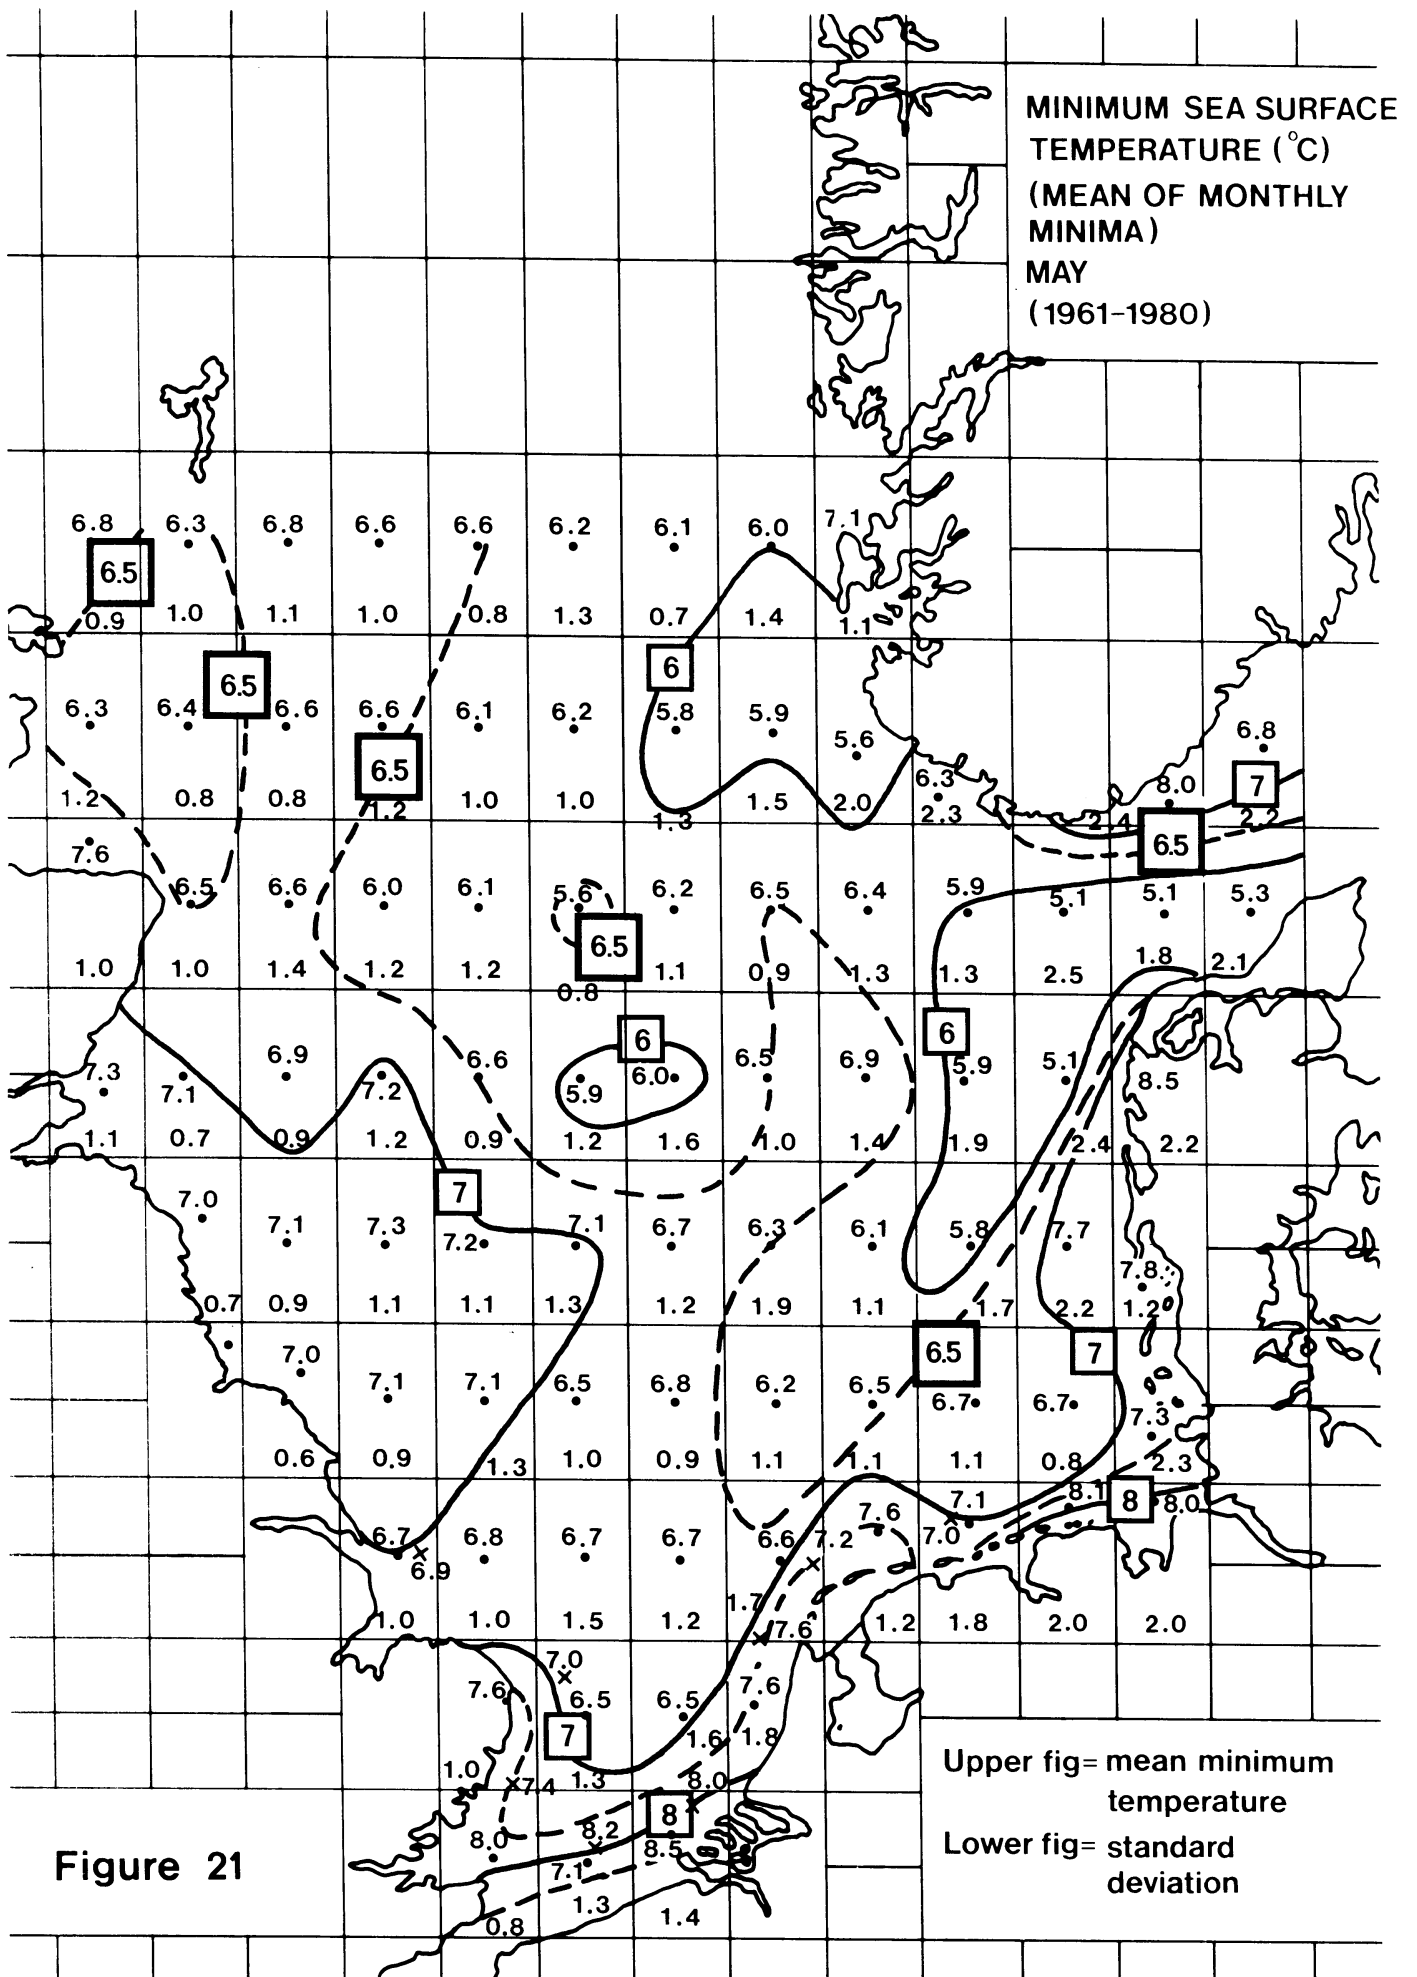 MINIMUM SEA SURFACE
TEMPERATURE (°C)
(MEAN OF MONTHLY
MINIMA)
MAY
(1961-1980)
6.8 6.3 6.8 6.6 6.6 6.2 6.1 6.0 7.1
6.5
0.9 1.0 1.1 1.0 0.8 1.3 0.7 1.4 1.1
6
6.5
6.3 6.4 6.6 6.6 6.1 6.2 5.8 5.9 5.6 6.8
6.5 6.3 8.0 7
1.2 0.8 0.8 1.2 1.0 1.0 1.3 1.5 2.0 2.3 2.4 2.2
6.5
7.6
6.5 6.6 6.0 6.1 5.6 6.2 6.5 6.4 5.9 5.1 5.1 5.3
6.5
1.0 1.0 1.4 1.2 1.2 0.8 1.1 0.9 1.3 1.3 2.5 1.8 2.1
6 6
7.3 7.1 6.9 7.2 6.6 5.9 6.0 6.5 6.9 5.9 5.1 8.5
1.1 0.7 0.9 1.2 0.9 1.2 1.6 1.0 1.4 1.9 2.4 2.2
7
7.0 7.1 7.3 7.2 7.1 6.7 6.3 6.1 5.8 7.7 7.8
0.7 0.9 1.1 1.1 1.3 1.2 1.9 1.1 1.7 2.2 1.2
6.5 7
7.0 7.1 7.1 6.5 6.8 6.2 6.5 6.7 6.7 7.3
0.6 0.9 1.3 1.0 0.9 1.1 1.1 1.1 0.8 2.3
8.1 8 8.0
6.7 6.9 6.8 6.7 6.7 6.6 7.2 7.6 7.0 7.1
1.0 1.0 1.5 1.2 1.7 7.6 1.2 1.8 2.0 2.0
7.0
7.6 6.5 6.5 7.6
7
1.6 1.8
1.0 7.4 1.3 8.0
8
8.0 8.2 8.5
7.1
0.8 1.3 1.4
Upper fig= mean minimum
temperature
Lower fig= standard
deviation
Figure 21